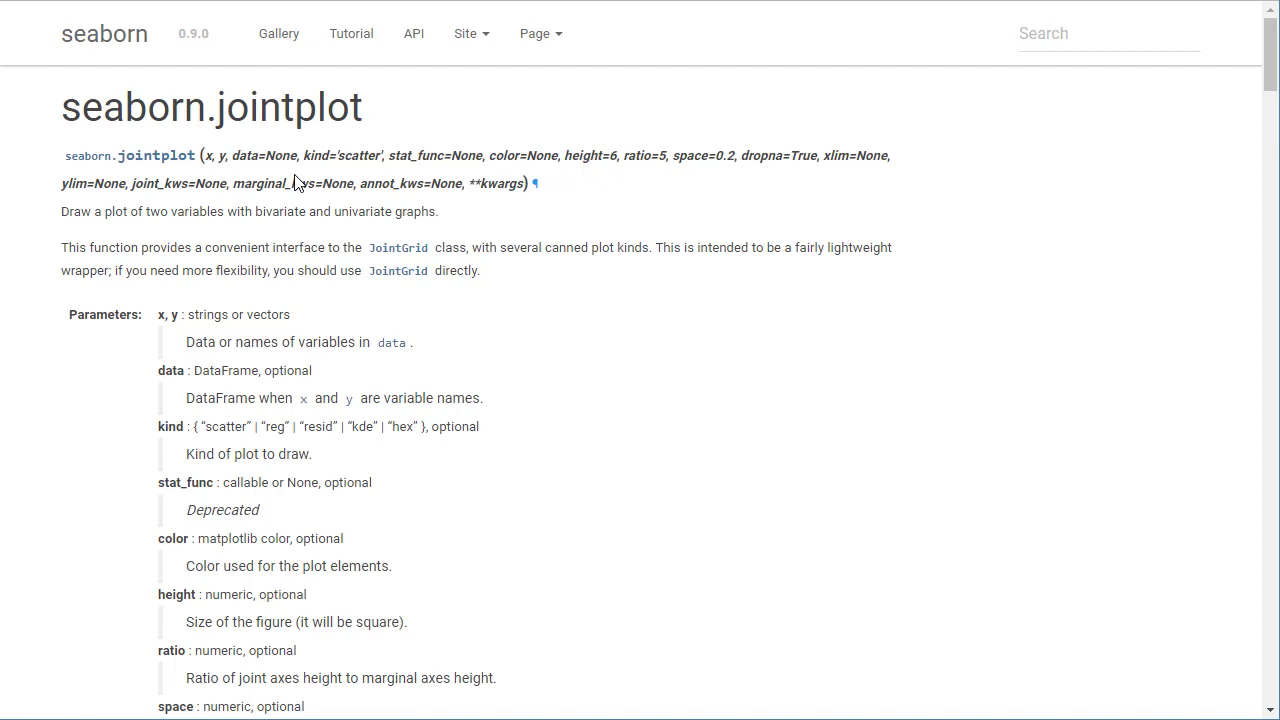 seaborn 0.9.0 Gallery Tutorial API Site Page Search
seaborn.jointplot
seaborn.jointplot (x, y, data=None, kind='scatter', stat_func=None, color=None, height=6, ratio=5, space=0.2, dropna=True, xlim=None,
ylim=None, joint_kws=None, marginal_kws=None, annot_kws=None, **kwargs) ¶
Draw a plot of two variables with bivariate and univariate graphs.
This function provides a convenient interface to the JointGrid class, with several canned plot kinds. This is intended to be a fairly lightweight
wrapper; if you need more flexibility, you should use JointGrid directly.
Parameters: x, y : strings or vectors
Data or names of variables in data .
data : DataFrame, optional
DataFrame when x and y are variable names.
kind : { “scatter” | “reg” | “resid” | “kde” | “hex” }, optional
Kind of plot to draw.
stat_func : callable or None, optional
Deprecated
color : matplotlib color, optional
Color used for the plot elements.
height : numeric, optional
Size of the figure (it will be square).
ratio : numeric, optional
Ratio of joint axes height to marginal axes height.
space : numeric, optional